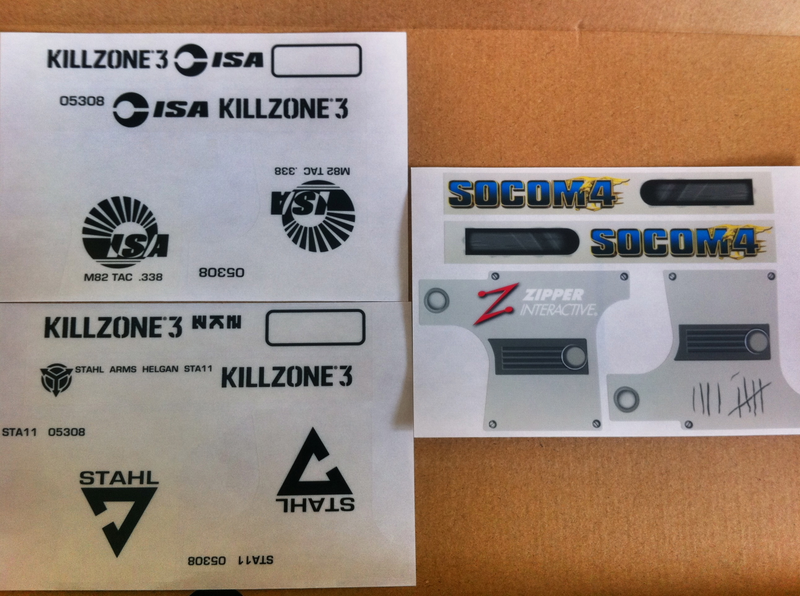 KILLZONE 3 ISA
05308 ISA KILLZONE 3
M82 TAC .338
ISA
ISA
M82 TAC .338
05308
KILLZONE 3
STAHL ARMS HELGAN STA11
KILLZONE 3
STA11 05308
STAHL
STAHL
STA11 05308
SOCOM 4
SOCOM 4
ZIPPER
INTERACTIVE.